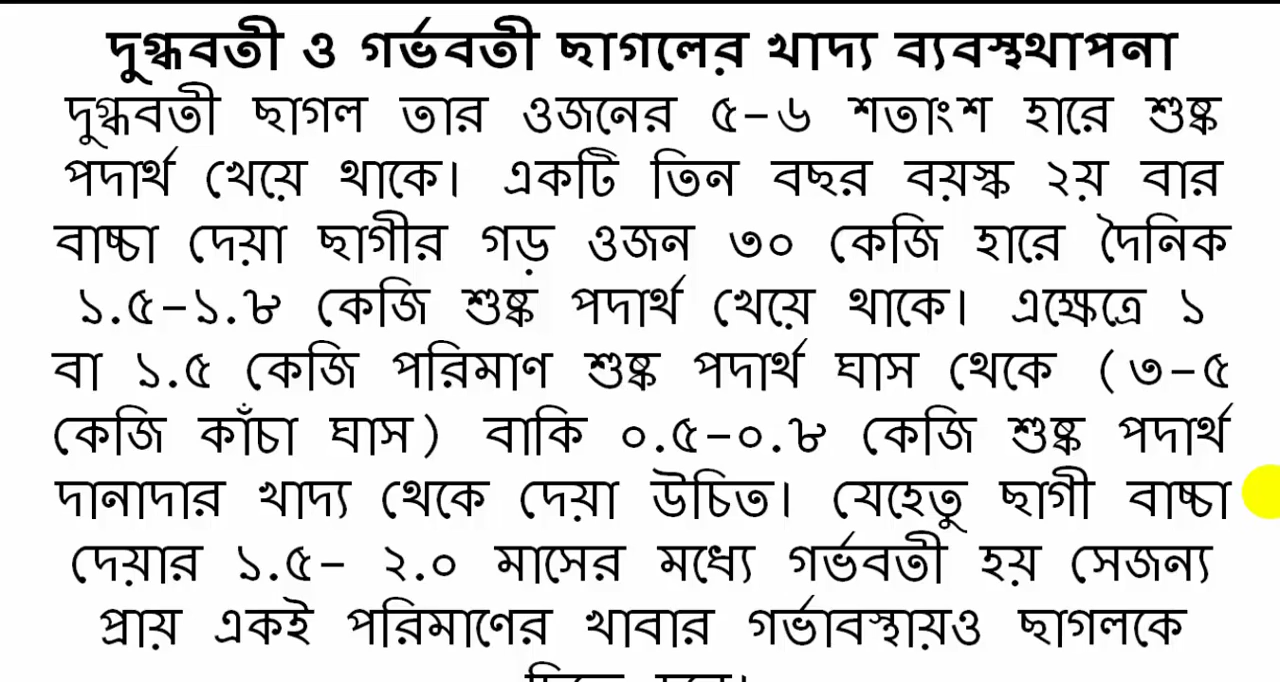 দুগ্ধবতী ও গর্ভবতী ছাগলের খাদ্য ব্যবস্থথাপনা
দুগ্ধবতী ছাগল তার ওজনের ৫-৬ শতাংশ হারে শুষ্ক
পদার্থ খেয়ে থাকে। একটি তিন বছর বয়স্ক ২য় বার
বাচ্চা দেয়া ছাগীর গড় ওজন ৩০ কেজি হারে দৈনিক
১.৫-১.৮ কেজি শুষ্ক পদার্থ খেয়ে থাকে। এক্ষেত্রে ১
বা ১.৫ কেজি পরিমাণ শুষ্ক পদার্থ ঘাস থেকে (৩-৫
কেজি কাঁচা ঘাস) বাকি ০.৫-০.৮ কেজি শুষ্ক পদার্থ
দানাদার খাদ্য থেকে দেয়া উচিত। যেহেতু ছাগী বাচ্চা
দেয়ার ১.৫- ২.০ মাসের মধ্যে গর্ভবতী হয় সেজন্য
প্রায় একই পরিমাণের খাবার গর্ভাবস্থায়ও ছাগলকে